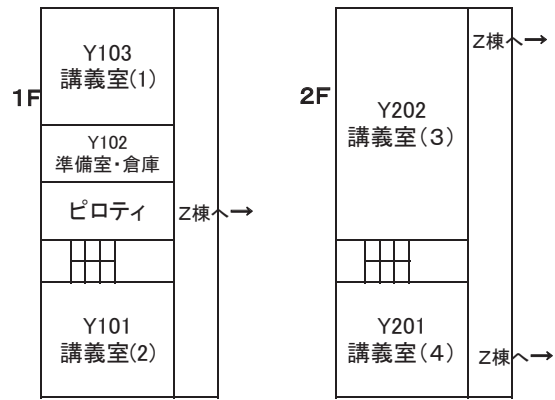 1F
Y103
講義室(1)
Y102
準備室・倉庫
ピロティ
Z棟へ→
Y101
講義室(2)
2F
Z棟へ→
Y202
講義室(3)
Y201
講義室(4)
Z棟へ→